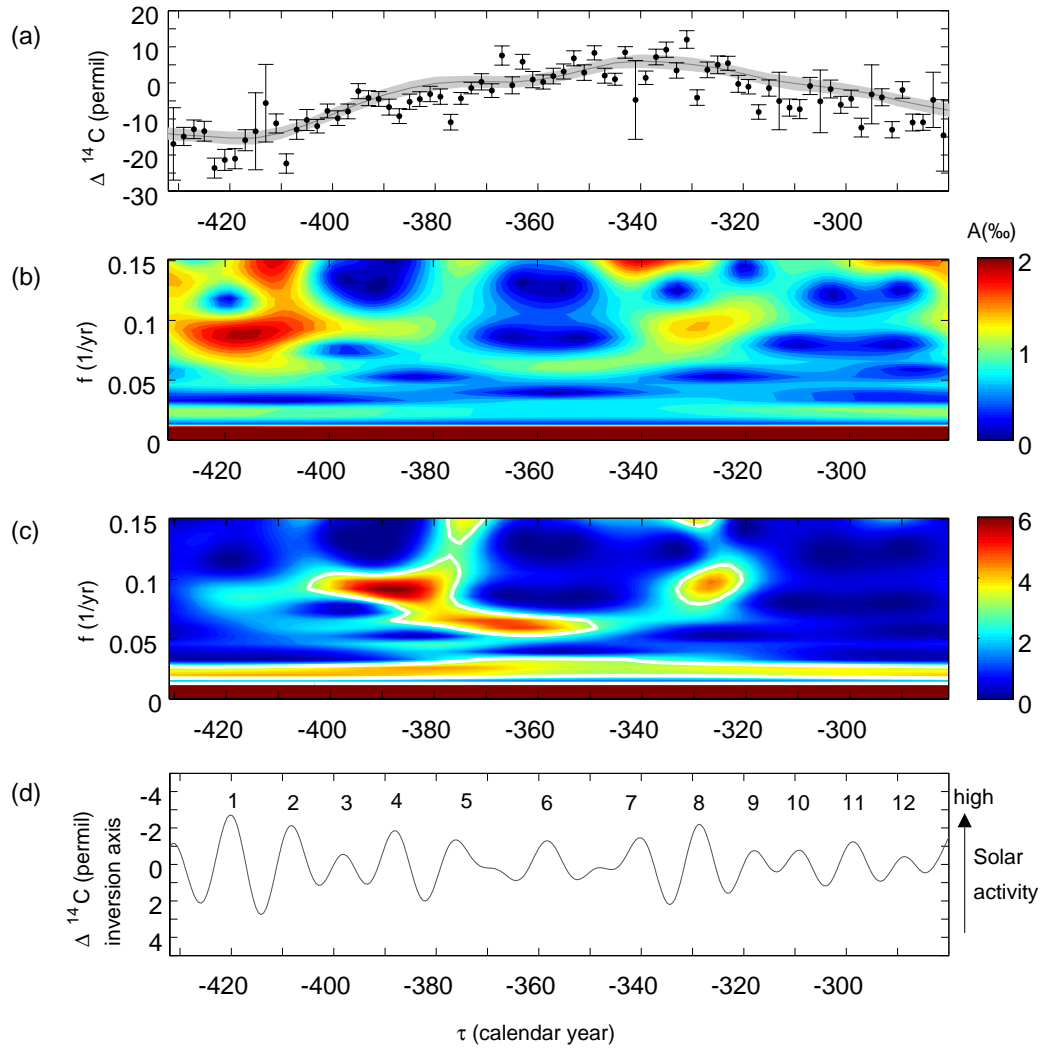 (a)
Δ 14C (permil)
20
10
0
-10
-20
-30
-420 -400 -380 -360 -340 -320 -300
(b)
f (1/yr)
0.15
0.1
0.05
0
-420 -400 -380 -360 -340 -320 -300
A(‰)
2
1
0
(c)
f (1/yr)
0.15
0.1
0.05
0
-420 -400 -380 -360 -340 -320 -300
6
4
2
0
(d)
Δ 14C (permil)
inversion axis
-4
-2
0
2
4
1 2 3 4 5 6 7 8 9 10 11 12
high
Solar
activity
-420 -400 -380 -360 -340 -320 -300
τ (calendar year)